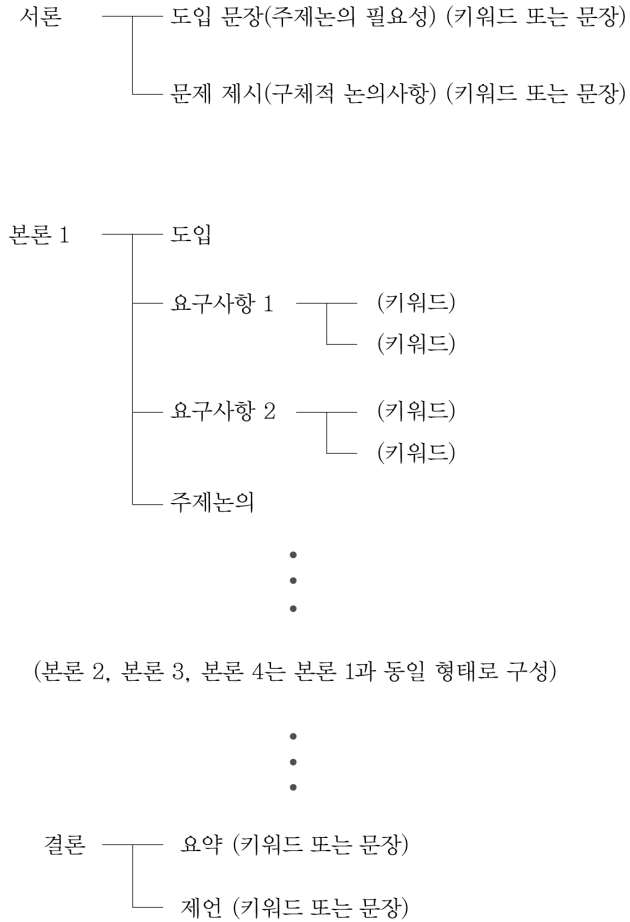 서론 도입 문장(주제논의 필요성) (키워드 또는 문장)
문제 제시(구체적 논의사항) (키워드 또는 문장)
본론 1 도입
요구사항 1 (키워드)
(키워드)
요구사항 2 (키워드)
(키워드)
주제논의
(본론 2, 본론 3, 본론 4는 본론 1과 동일 형태로 구성)
결론 요약 (키워드 또는 문장)
제언 (키워드 또는 문장)